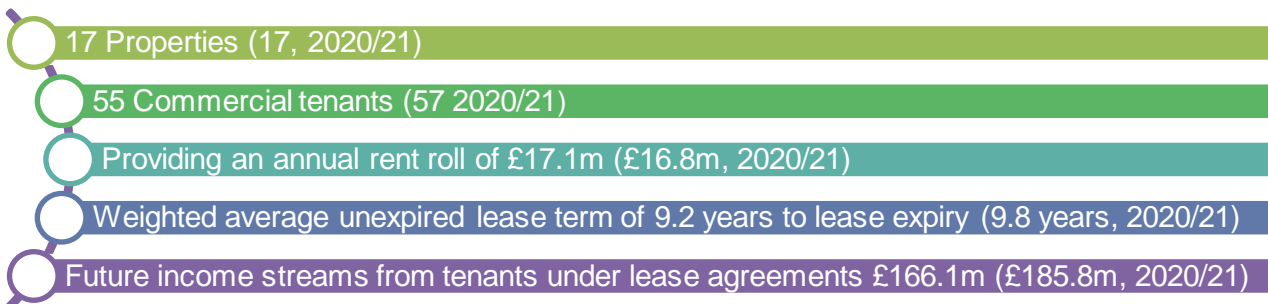 17 Properties (17, 2020/21)
55 Commercial tenants (57 2020/21)
Providing an annual rent roll of £17.1m (£16.8m, 2020/21)
Weighted average unexpired lease term of 9.2 years to lease expiry (9.8 years, 2020/21)
Future income streams from tenants under lease agreements £166.1m (£185.8m, 2020/21)